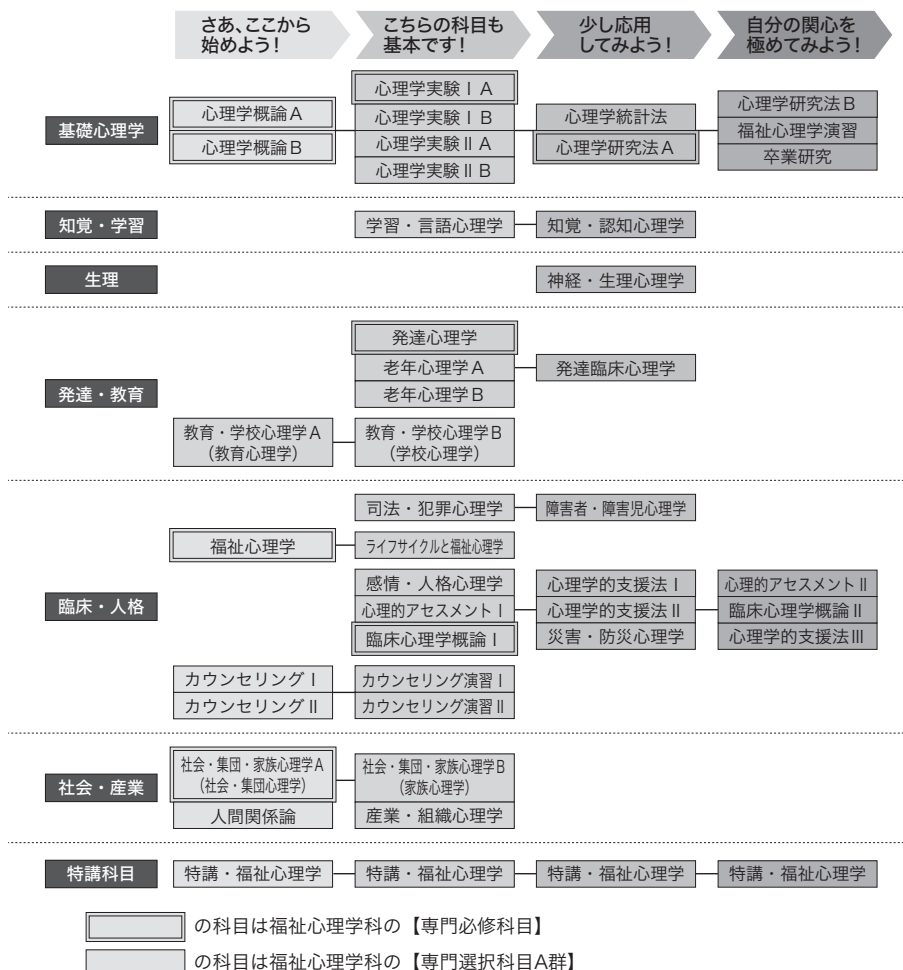 さあ、ここから
始めよう！
こちらの科目も
基本です！
少し応用
してみよう！
自分の関心を
極めてみよう！
基礎心理学
心理学概論A
心理学概論B
心理学実験ⅠA
心理学実験ⅠB
心理学実験ⅡA
心理学実験ⅡB
心理学統計法
心理学研究法A
心理学研究法B
福祉心理学演習
卒業研究
知覚・学習
学習・言語心理学
知覚・認知心理学
生理
神経・生理心理学
発達・教育
発達心理学
老年心理学A
老年心理学B
発達臨床心理学
教育・学校心理学A
（教育心理学）
教育・学校心理学B
（学校心理学）
臨床・人格
司法・犯罪心理学
障害者・障害児心理学
福祉心理学
ライフサイクルと福祉心理学
感情・人格心理学
心理的アセスメントⅠ
臨床心理学概論Ⅰ
心理学的支援法Ⅰ
心理学的支援法Ⅱ
災害・防災心理学
心理的アセスメントⅡ
臨床心理学概論Ⅱ
心理学的支援法Ⅲ
カウンセリングⅠ
カウンセリングⅡ
カウンセリング演習Ⅰ
カウンセリング演習Ⅱ
社会・産業
社会・集団・家族心理学A
（社会・集団心理学）
人間関係論
社会・集団・家族心理学B
（家族心理学）
産業・組織心理学
特講科目
特講・福祉心理学
特講・福祉心理学
特講・福祉心理学
特講・福祉心理学
の科目は福祉心理学科の【専門必修科目】
の科目は福祉心理学科の【専門選択科目A群】